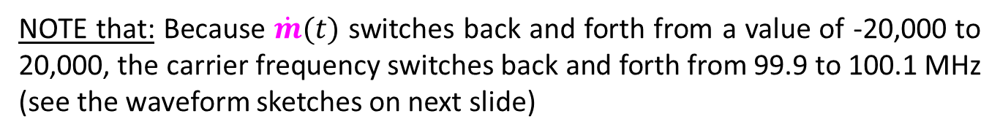 NOTE that: Because ṁ(t) switches back and forth from a value of -20,000 to
20,000, the carrier frequency switches back and forth from 99.9 to 100.1 MHz
(see the waveform sketches on next slide)